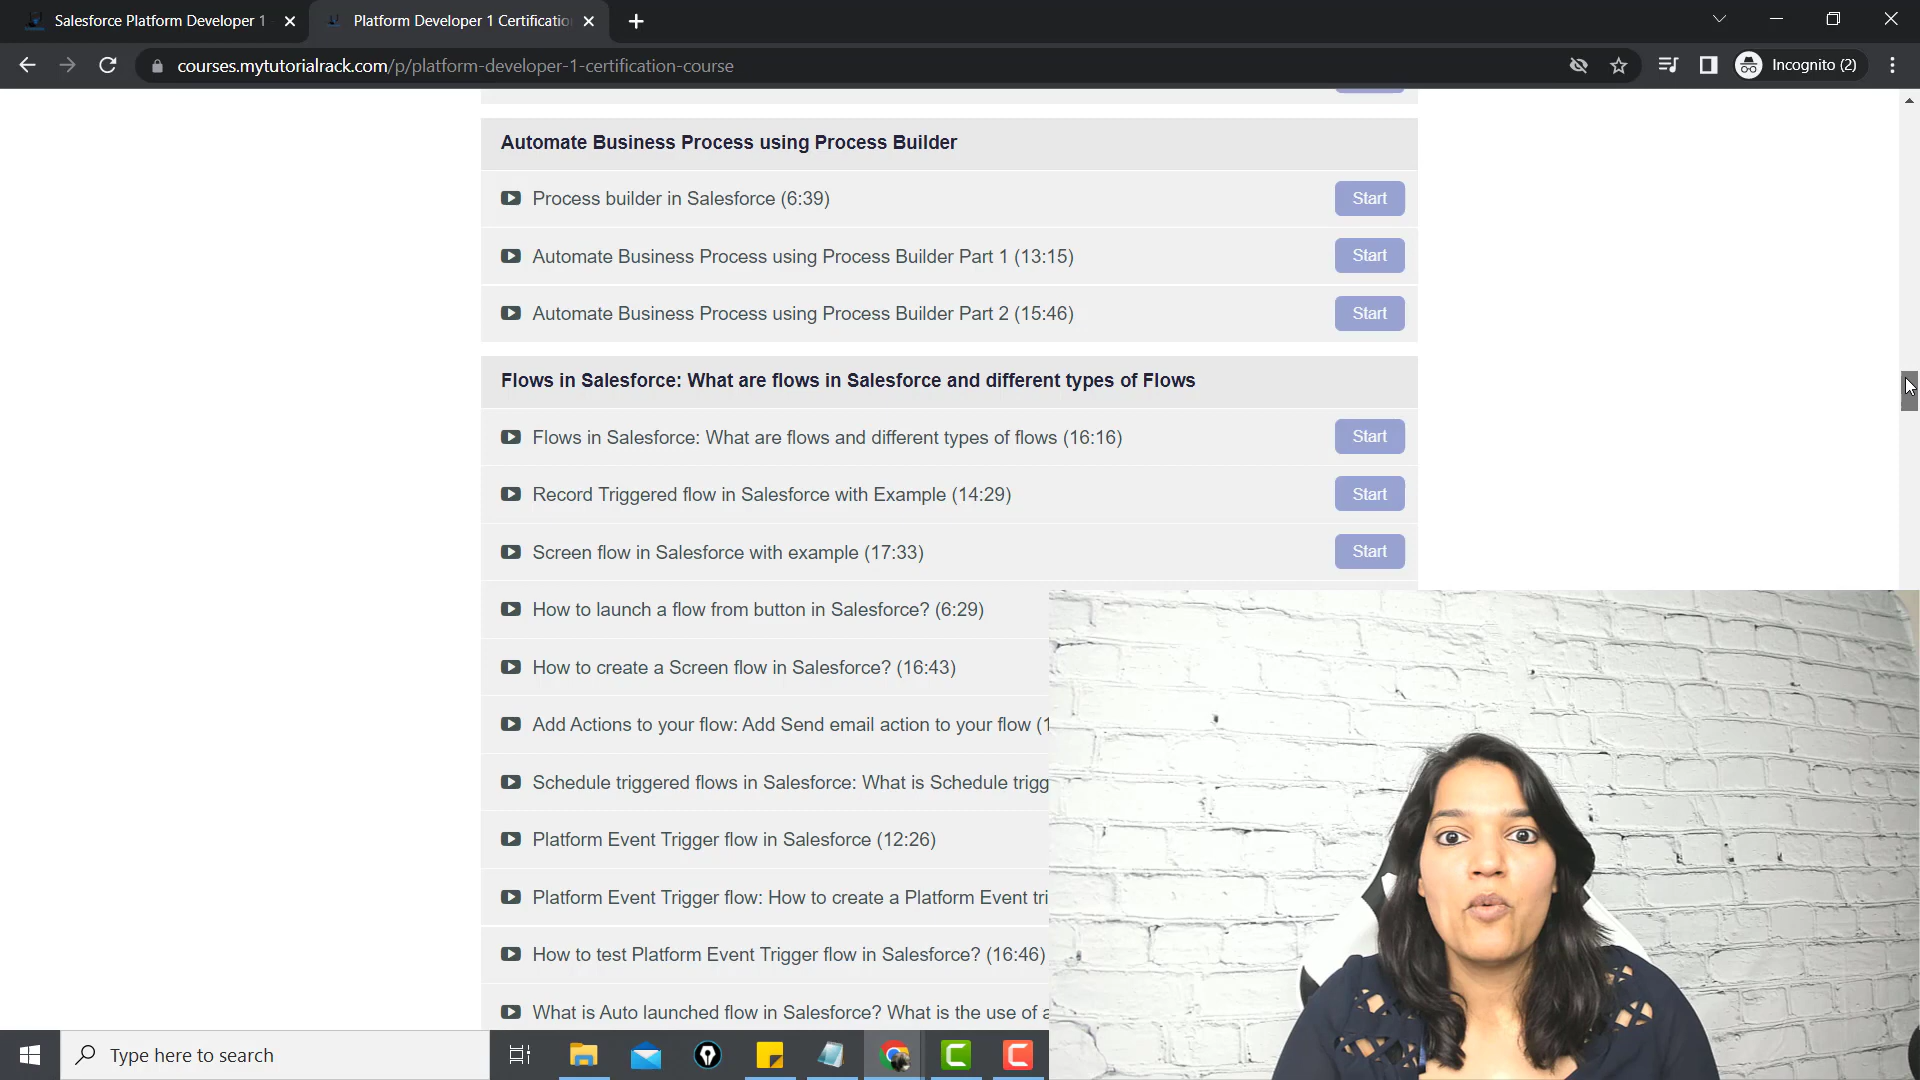 Salesforce Platform Developer 1
Platform Developer 1 Certificatio
courses.mytutorialrack.com/p/platform-developer-1-certification-course
Incognito (2)
Automate Business Process using Process Builder
Process builder in Salesforce (6:39)
Start
Automate Business Process using Process Builder Part 1 (13:15)
Start
Automate Business Process using Process Builder Part 2 (15:46)
Start
Flows in Salesforce: What are flows in Salesforce and different types of Flows
Flows in Salesforce: What are flows and different types of flows (16:16)
Start
Record Triggered flow in Salesforce with Example (14:29)
Start
Screen flow in Salesforce with example (17:33)
Start
How to launch a flow from button in Salesforce? (6:29)
How to create a Screen flow in Salesforce? (16:43)
Add Actions to your flow: Add Send email action to your flow (1
Schedule triggered flows in Salesforce: What is Schedule trigg
Platform Event Trigger flow in Salesforce (12:26)
Platform Event Trigger flow: How to create a Platform Event tri
How to test Platform Event Trigger flow in Salesforce? (16:46)
What is Auto launched flow in Salesforce? What is the use of a
Type here to search